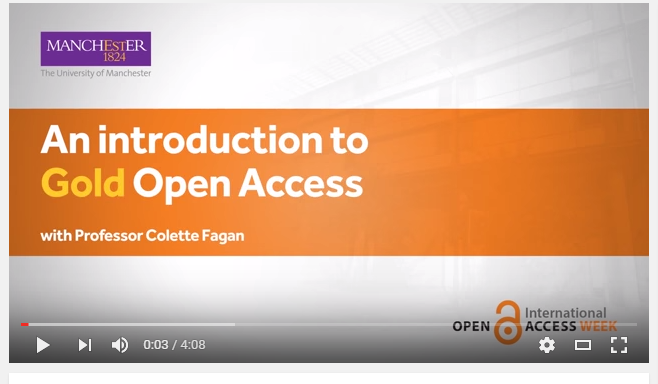 MANCHESTER
1824
The University of Manchester
An introduction to
Gold Open Access
with Professor Colette Fagan
International
OPEN ACCESS WEEK
0:03 / 4:08